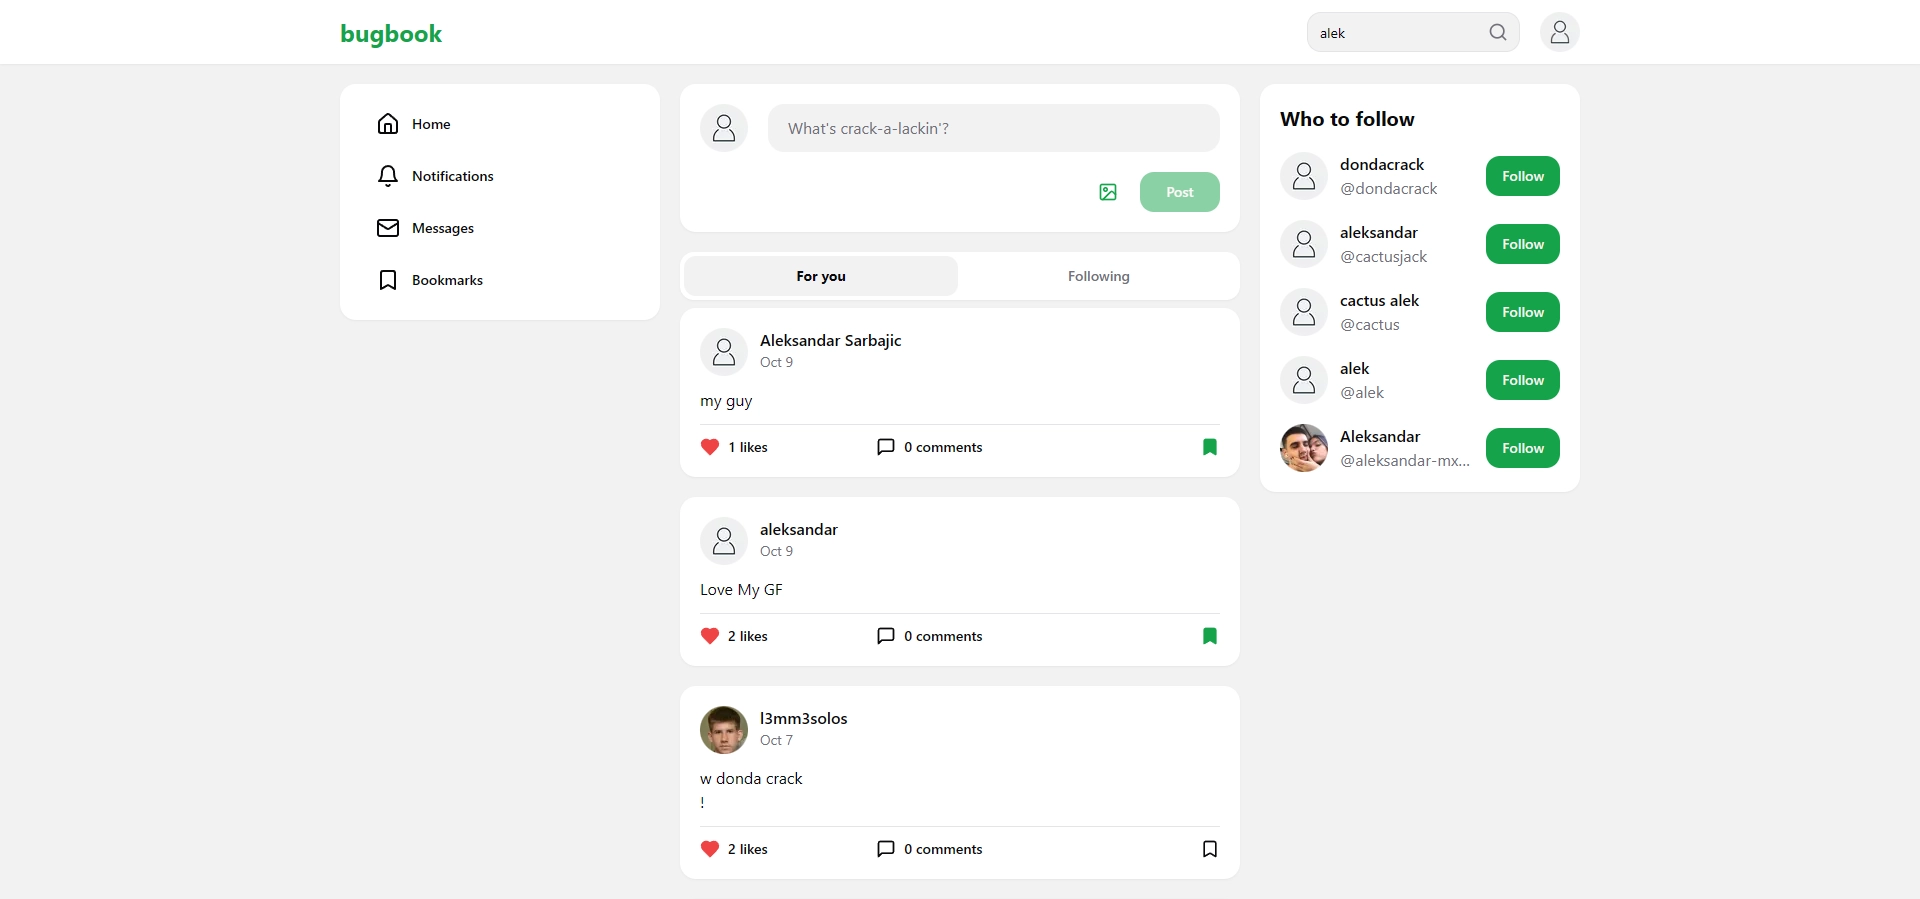 bugbook
alek
Home
Notifications
Messages
Bookmarks
What's crack-a-lackin'?
Post
For you
Following
Aleksandar Sarbajic
Oct 9
my guy
1 likes
0 comments
aleksandar
Oct 9
Love My GF
2 likes
0 comments
l3mm3solos
Oct 7
w donda crack
!
2 likes
0 comments
Who to follow
dondacrack
@dondacrack
Follow
aleksandar
@cactusjack
Follow
cactus alek
@cactus
Follow
alek
@alek
Follow
Aleksandar
@aleksandar-mx...
Follow